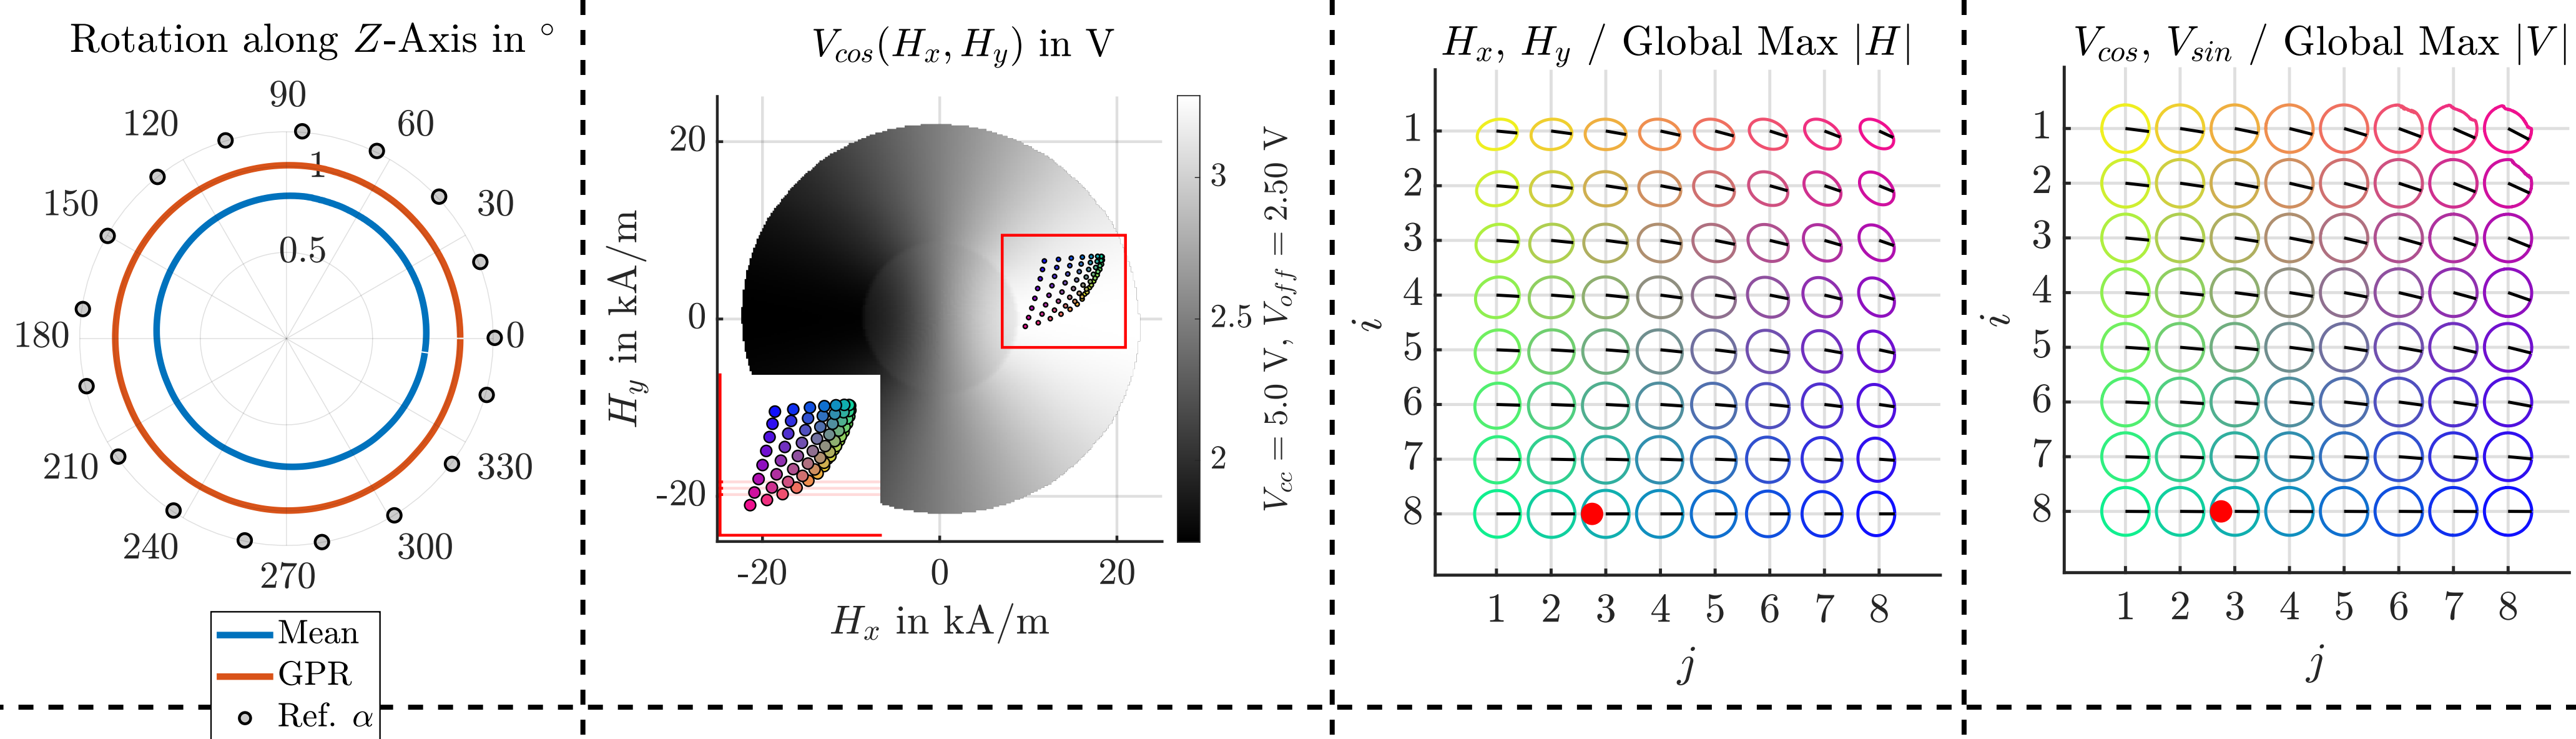 Rotation along Z-Axis in °
90
120
60
1
150
30
0.5
180
0
210
330
240
300
270
Mean
GPR
Ref. α
V_cos(H_x, H_y) in V
20
0
-20
H_y in kA/m
-20
0
20
H_x in kA/m
3
2.5
2
V_cc = 5.0 V, V_off = 2.50 V
H_x, H_y / Global Max |H|
1
2
3
4
5
6
7
8
i
1 2 3 4 5 6 7 8
j
V_cos, V_sin / Global Max |V|
1
2
3
4
5
6
7
8
i
1 2 3 4 5 6 7 8
j